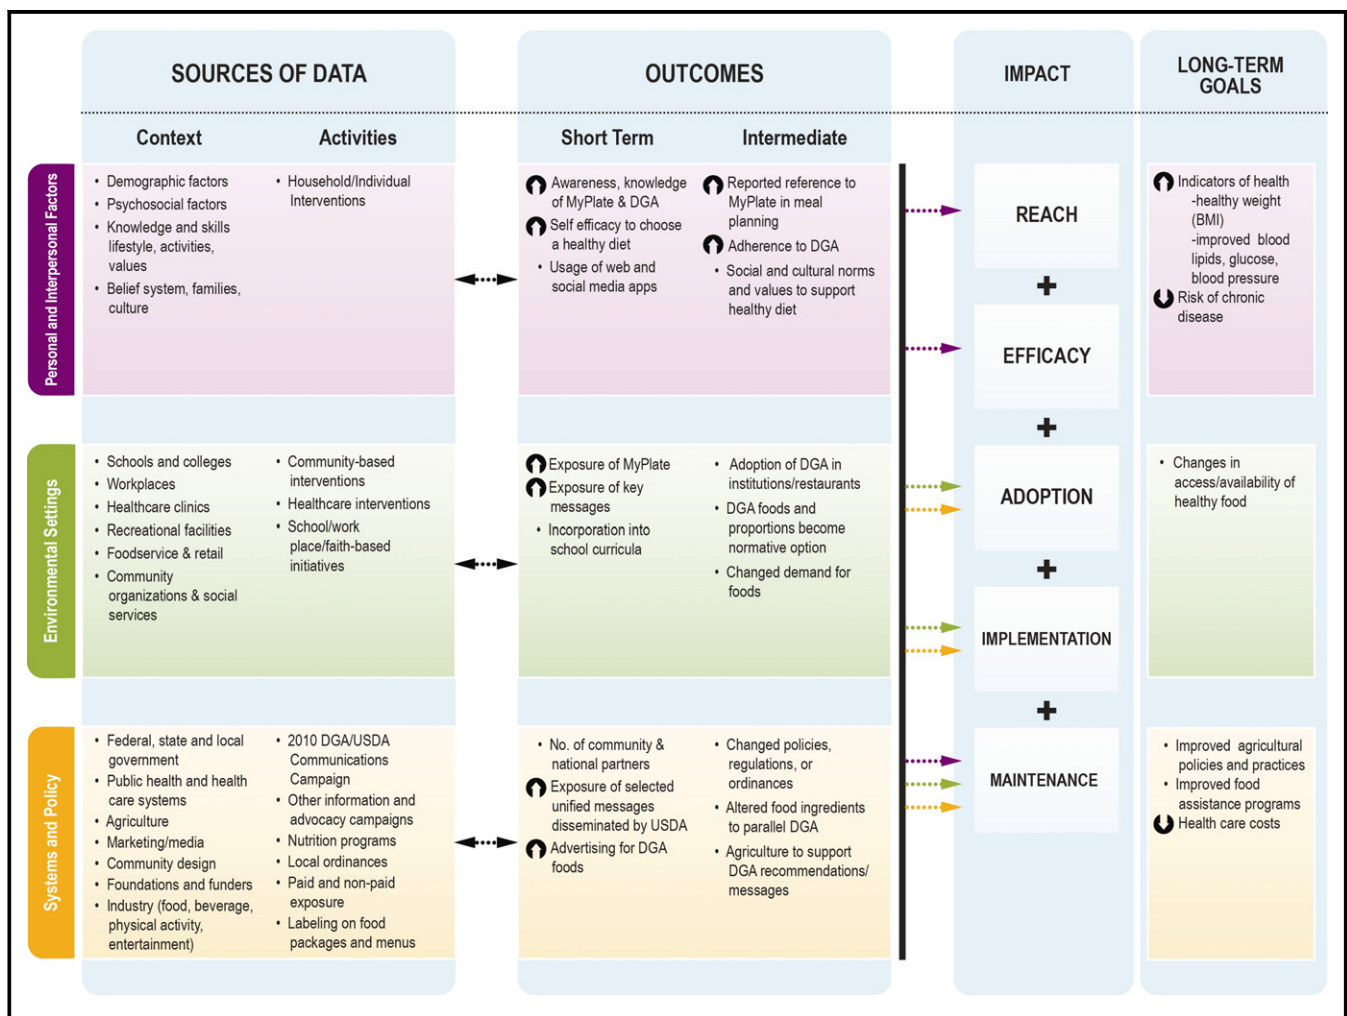 SOURCES OF DATA
OUTCOMES
IMPACT
LONG-TERM
GOALS
Context
Activities
Short Term
Intermediate
Personal and Interpersonal Factors
• Demographic factors
• Psychosocial factors
• Knowledge and skills
lifestyle, activities,
values
• Belief system, families,
culture
• Household/Individual
Interventions
Awareness, knowledge
of MyPlate & DGA
Self efficacy to choose
a healthy diet
• Usage of web and
social media apps
Reported reference to
MyPlate in meal
planning
Adherence to DGA
• Social and cultural norms
and values to support
healthy diet
REACH
+
EFFICACY
+
Indicators of health
-healthy weight
(BMI)
-improved blood
lipids, glucose,
blood pressure
Risk of chronic
disease
Environmental Settings
• Schools and colleges
• Workplaces
• Healthcare clinics
• Recreational facilities
• Foodservice & retail
• Community
organizations & social
services
• Community-based
interventions
• Healthcare interventions
• School/work
place/faith-based
initiatives
Exposure of MyPlate
Exposure of key
messages
• Incorporation into
school curricula
• Adoption of DGA in
institutions/restaurants
• DGA foods and
proportions become
normative option
• Changed demand for
foods
ADOPTION
+
IMPLEMENTATION
+
• Changes in
access/availability of
healthy food
Systems and Policy
• Federal, state and local
government
• Public health and health
care systems
• Agriculture
• Marketing/media
• Community design
• Foundations and funders
• Industry (food, beverage,
physical activity,
entertainment)
• 2010 DGA/USDA
Communications
Campaign
• Other information and
advocacy campaigns
• Nutrition programs
• Local ordinances
• Paid and non-paid
exposure
• Labeling on food
packages and menus
• No. of community &
national partners
Exposure of selected
unified messages
disseminated by USDA
Advertising for DGA
foods
• Changed policies,
regulations, or
ordinances
• Altered food ingredients
to parallel DGA
• Agriculture to support
DGA recommendations/
messages
MAINTENANCE
• Improved agricultural
policies and practices
• Improved food
assistance programs
Health care costs